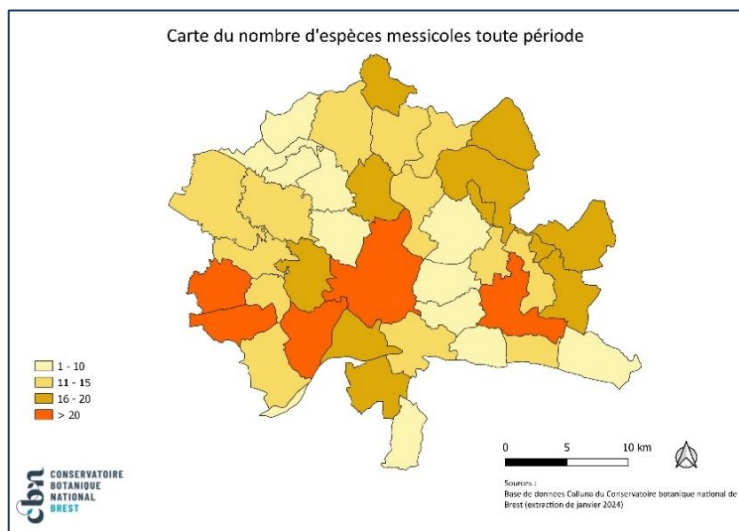 Carte du nombre d'espèces messicoles toute période
1 - 10
11 - 15
16 - 20
> 20
0 5 10 km
cbn
CONSERVATOIRE
BOTANIQUE
NATIONAL
BREST
Sources :
Base de donnees Calluna du Conservatoire botanique national de
Brest (extraction de janvier 2024)